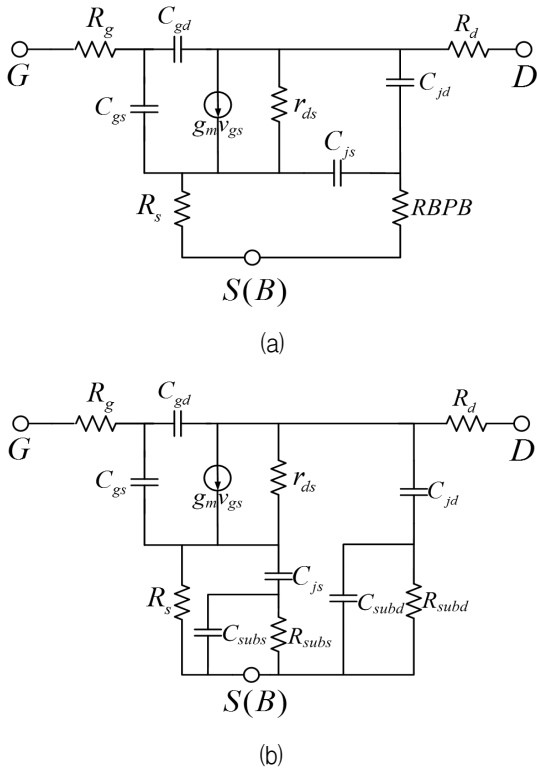 R_g
C_gd
R_d
G
D
C_gs
g_m v_gs
r_ds
C_jd
C_js
R_s
RBPB
S(B)
(a)
R_g
C_gd
R_d
G
D
C_gs
g_m v_gs
r_ds
C_jd
C_js
R_s
C_subs
R_subs
C_subd
R_subd
S(B)
(b)